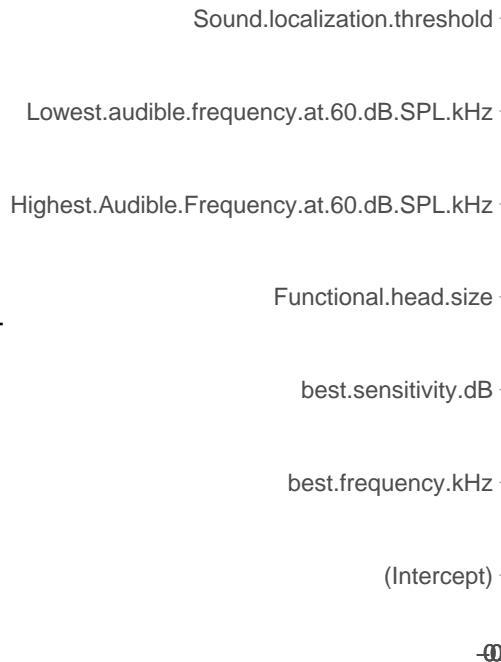 Sound.localization.threshold
Lowest.audible.frequency.at.60.dB.SPL.kHz
Highest.Audible.Frequency.at.60.dB.SPL.kHz
Functional.head.size
best.sensitivity.dB
best.frequency.kHz
(Intercept)